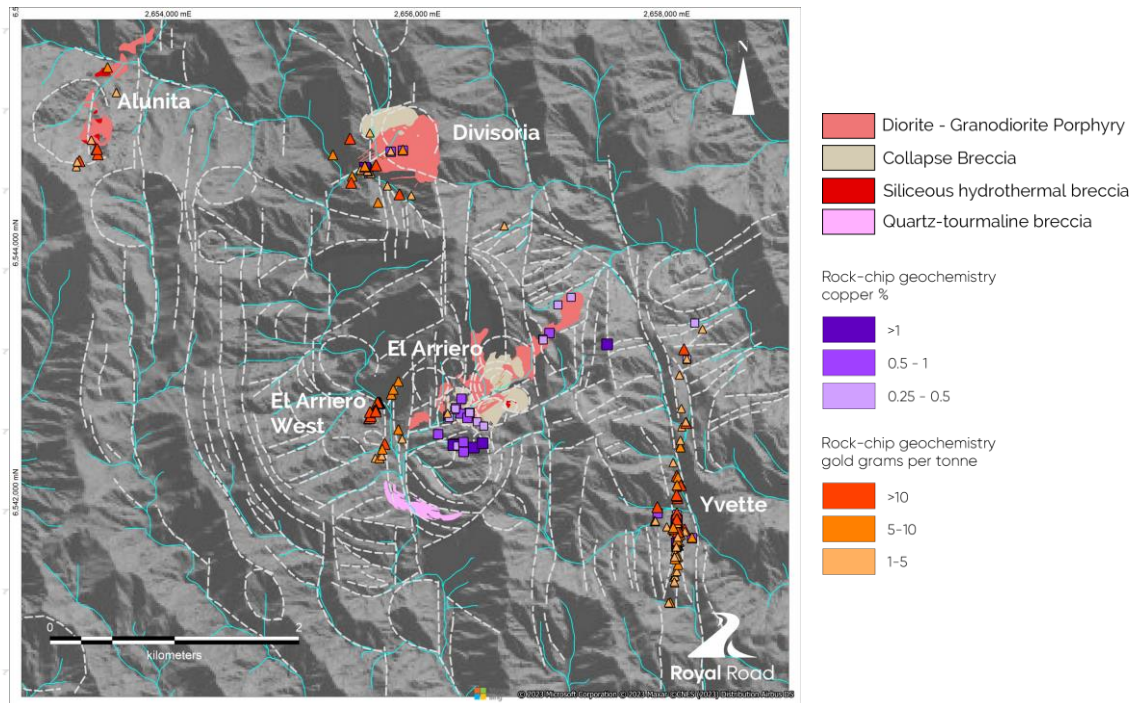 2,654,000 mE
2,656,000 mE
2,658,000 mE
6,544,000 mN
6,542,000 mN
N
Alunita
Divisoria
El Arriero
El Arriero
West
Yvette
0
2
kilometers
Royal Road
© 2023 Microsoft Corporation © 2023 Maxar ©CNES (2023) Distribution Airbus DS
Diorite - Granodiorite Porphyry
Collapse Breccia
Siliceous hydrothermal breccia
Quartz-tourmaline breccia
Rock-chip geochemistry
copper %
>1
0.5 - 1
0.25 - 0.5
Rock-chip geochemistry
gold grams per tonne
>10
5-10
1-5